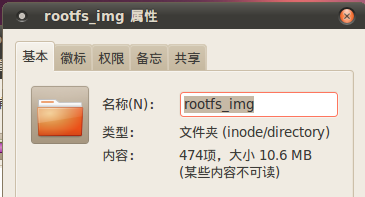 rootfs_img 属性
基本 徽标 权限 备忘 共享
名称(N)： rootfs_img
类型： 文件夹 (inode/directory)
内容： 474项，大小 10.6 MB
(某些内容不可读)